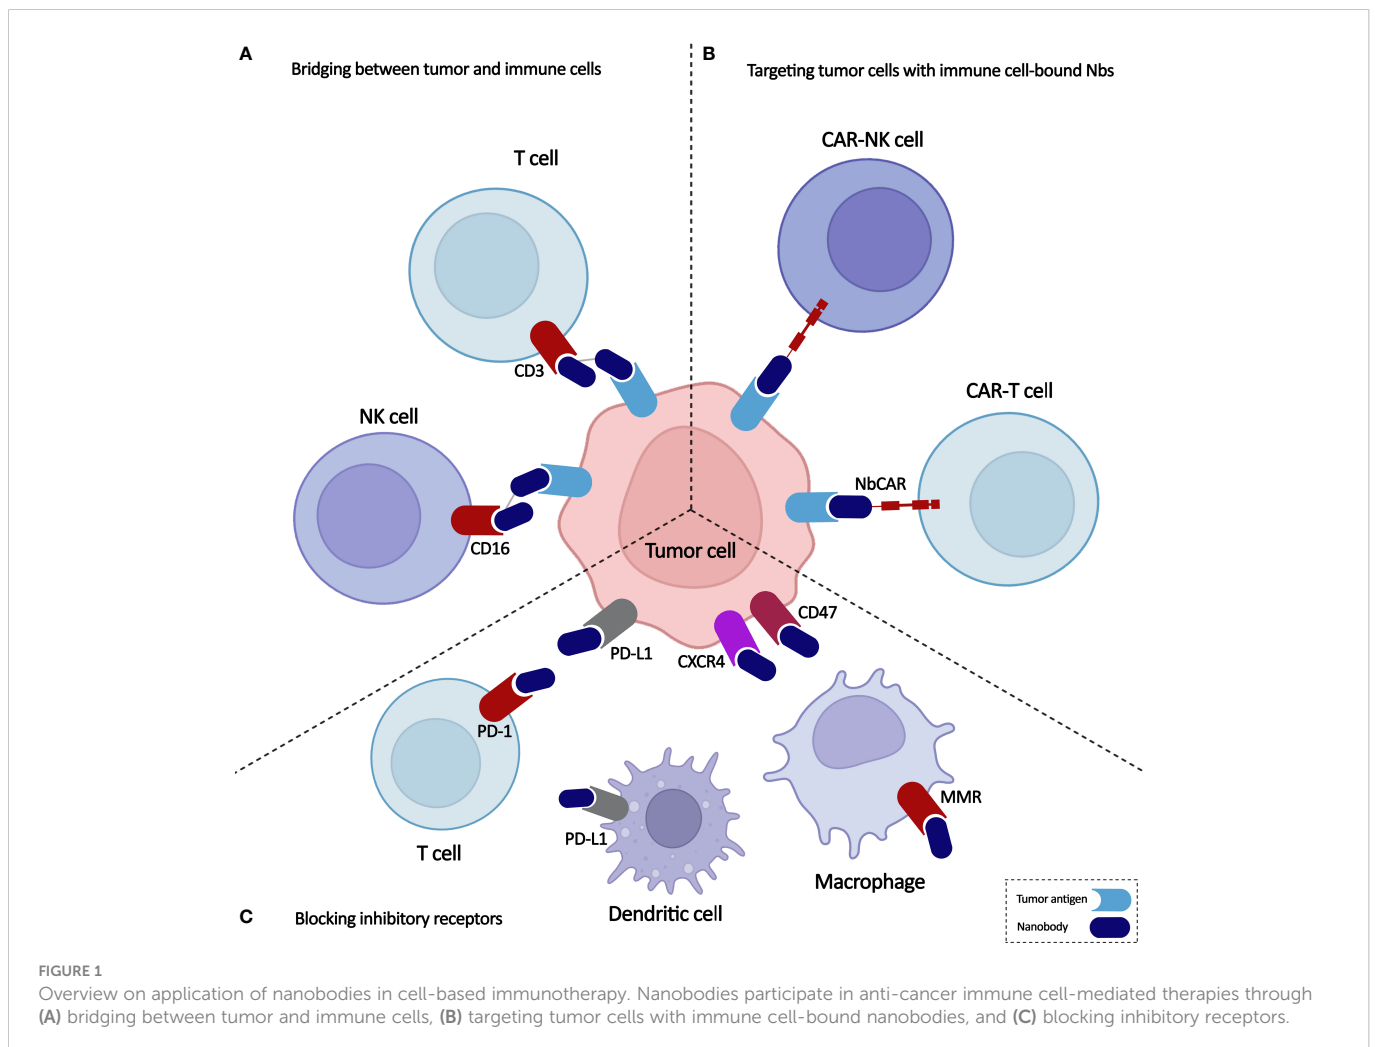 A
Bridging between tumor and immune cells
B
Targeting tumor cells with immune cell-bound Nbs
T cell
CAR-NK cell
CD3
NK cell
CAR-T cell
NbCAR
CD16
Tumor cell
PD-L1
CXCR4
CD47
PD-1
T cell
PD-L1
Dendritic cell
MMR
Macrophage
C
Blocking inhibitory receptors
Tumor antigen
Nanobody
FIGURE 1
Overview on application of nanobodies in cell-based immunotherapy. Nanobodies participate in anti-cancer immune cell-mediated therapies through
(A) bridging between tumor and immune cells, (B) targeting tumor cells with immune cell-bound nanobodies, and (C) blocking inhibitory receptors.